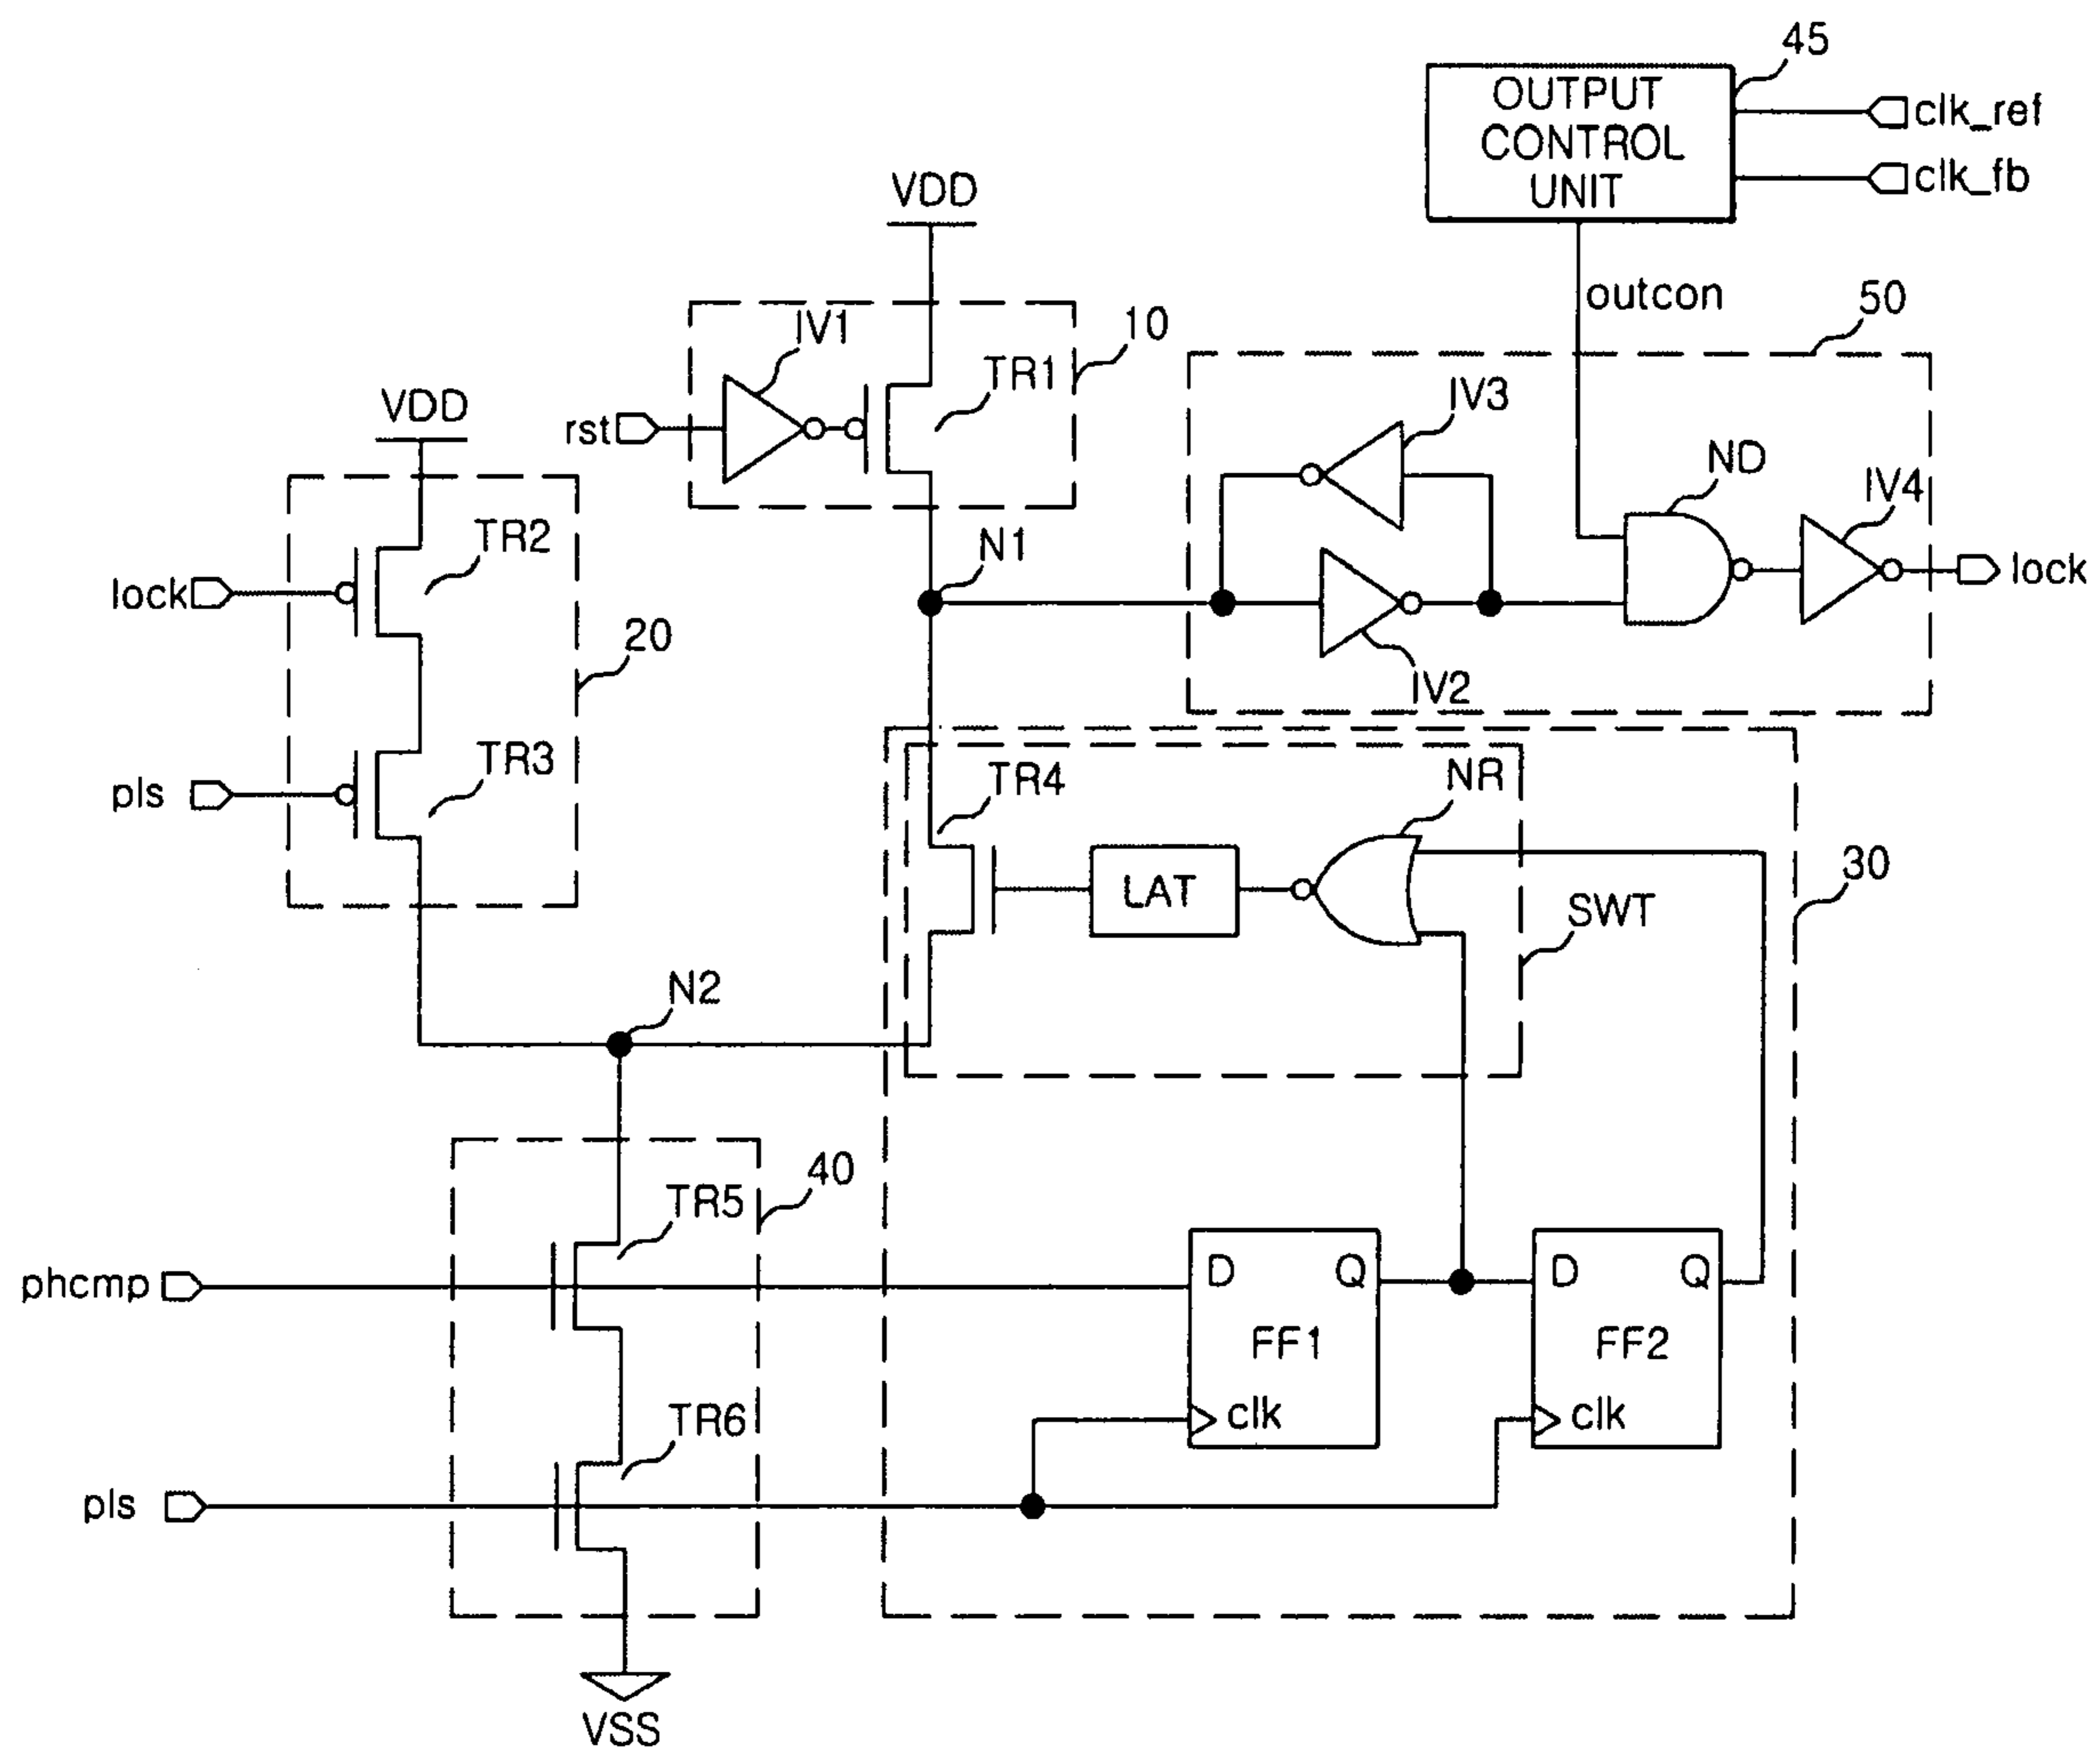 45
OUTPUT
CONTROL
UNIT
clk_ref
clk_fb
VDD
outcon
50
IV1
10
TR1
IV3
VDD
rst
ND
IV4
TR2
N1
lock
lock
20
IV2
TR3
TR4
NR
pls
30
LAT
SWT
N2
40
TR5
phcmp
D
Q
D
Q
FF1
FF2
TR6
clk
clk
pls
VSS